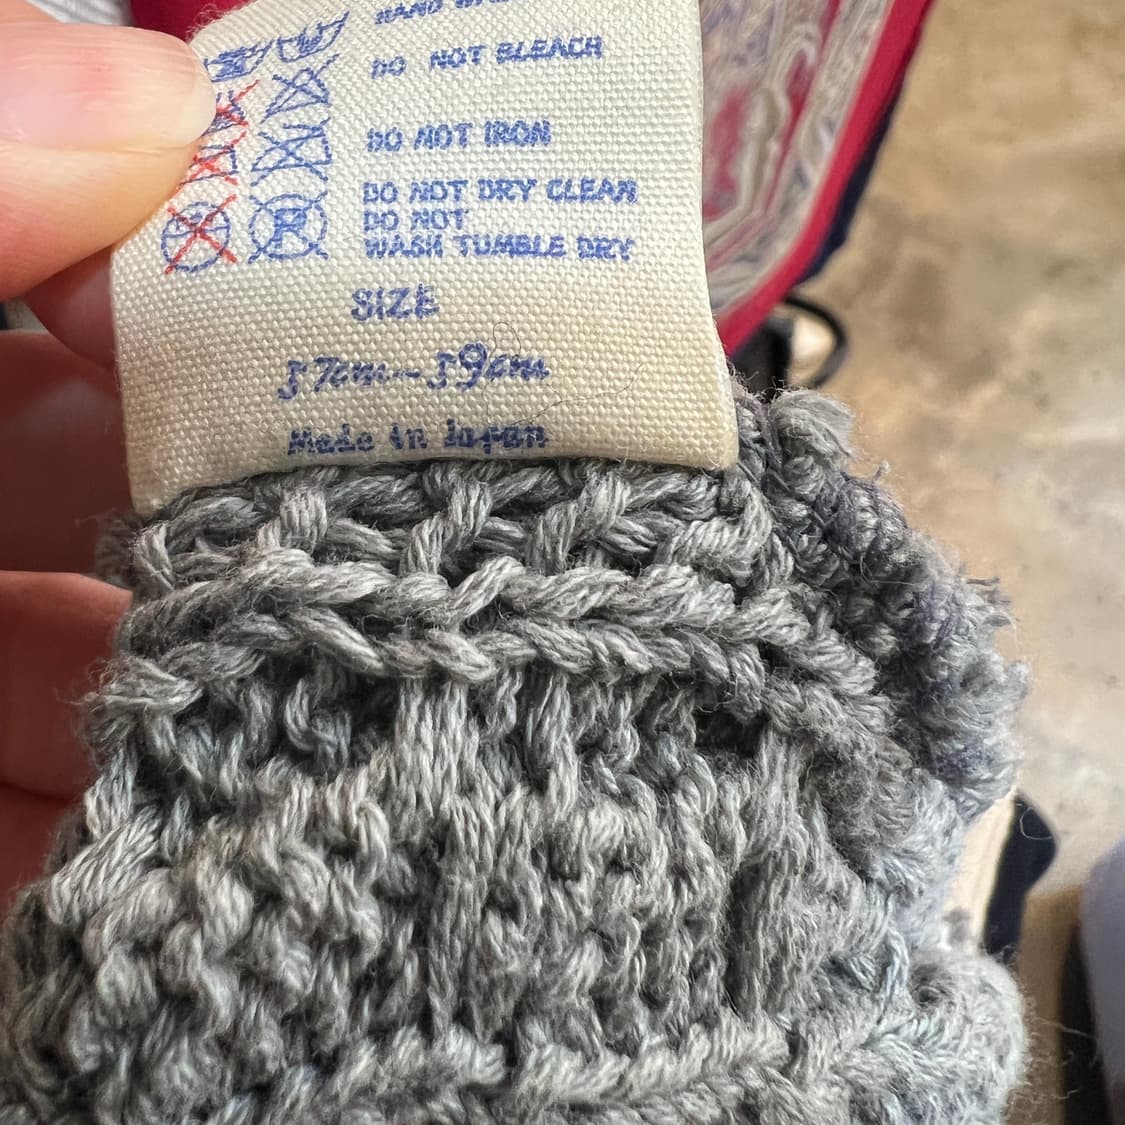 HAND
DO NOT BLEACH
DO NOT IRON
DO NOT DRY CLEAN
DO NOT
WASH TUMBLE DRY
SIZE
57cm-59cm
Made in Japan